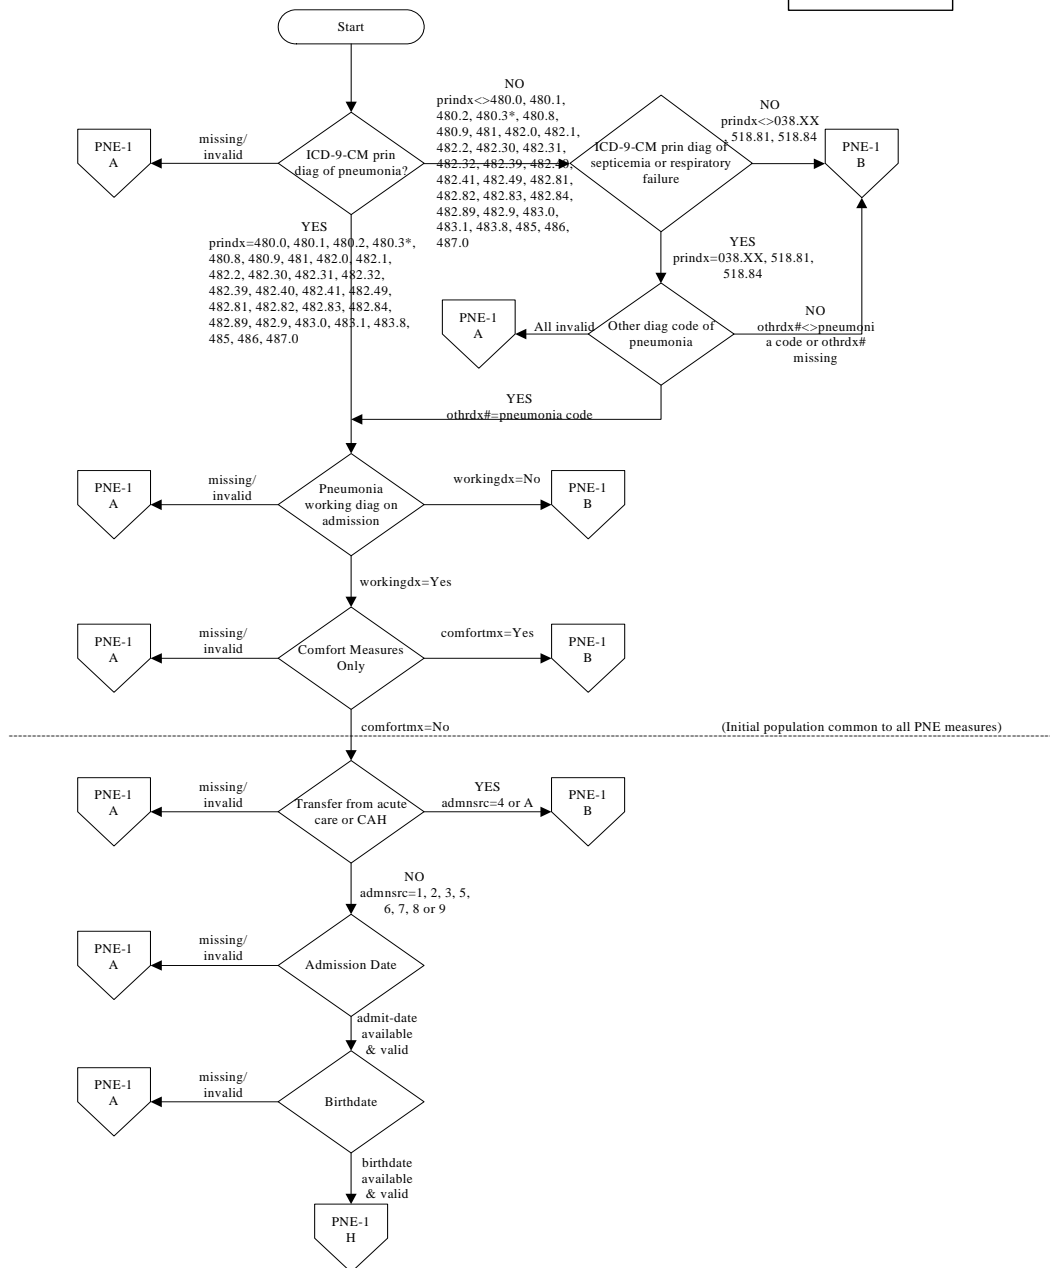 Start
NO
prindx<>480.0, 480.1,
480.2, 480.3*, 480.8,
480.9, 481, 482.0, 482.1,
482.2, 482.30, 482.31,
482.32, 482.39, 482.40,
482.41, 482.49, 482.81,
482.82, 482.83, 482.84,
482.89, 482.9, 483.0,
483.1, 483.8, 485, 486,
487.0
NO
prindx<>038.XX
, 518.81, 518.84
PNE-1
A
missing/
invalid
ICD-9-CM prin
diag of pneumonia?
ICD-9-CM prin diag of
septicemia or respiratory
failure
PNE-1
B
YES
prindx=480.0, 480.1, 480.2, 480.3*,
480.8, 480.9, 481, 482.0, 482.1,
482.2, 482.30, 482.31, 482.32,
482.39, 482.40, 482.41, 482.49,
482.81, 482.82, 482.83, 482.84,
482.89, 482.9, 483.0, 483.1, 483.8,
485, 486, 487.0
YES
prindx=038.XX, 518.81,
518.84
PNE-1
A
All invalid
Other diag code of
pneumonia
NO
othrdx#<>pneumoni
a code or othrdx#
missing
YES
othrdx#=pneumonia code
PNE-1
A
missing/
invalid
Pneumonia
working diag on
admission
workingdx=No
PNE-1
B
workingdx=Yes
PNE-1
A
missing/
invalid
Comfort Measures
Only
comfortmx=Yes
PNE-1
B
comfortmx=No
(Initial population common to all PNE measures)
PNE-1
A
missing/
invalid
Transfer from acute
care or CAH
YES
admnsrc=4 or A
PNE-1
B
NO
admnsrc=1, 2, 3, 5,
6, 7, 8 or 9
PNE-1
A
missing/
invalid
Admission Date
admit-date
available
& valid
PNE-1
A
missing/
invalid
Birthdate
birthdate
available
& valid
PNE-1
H